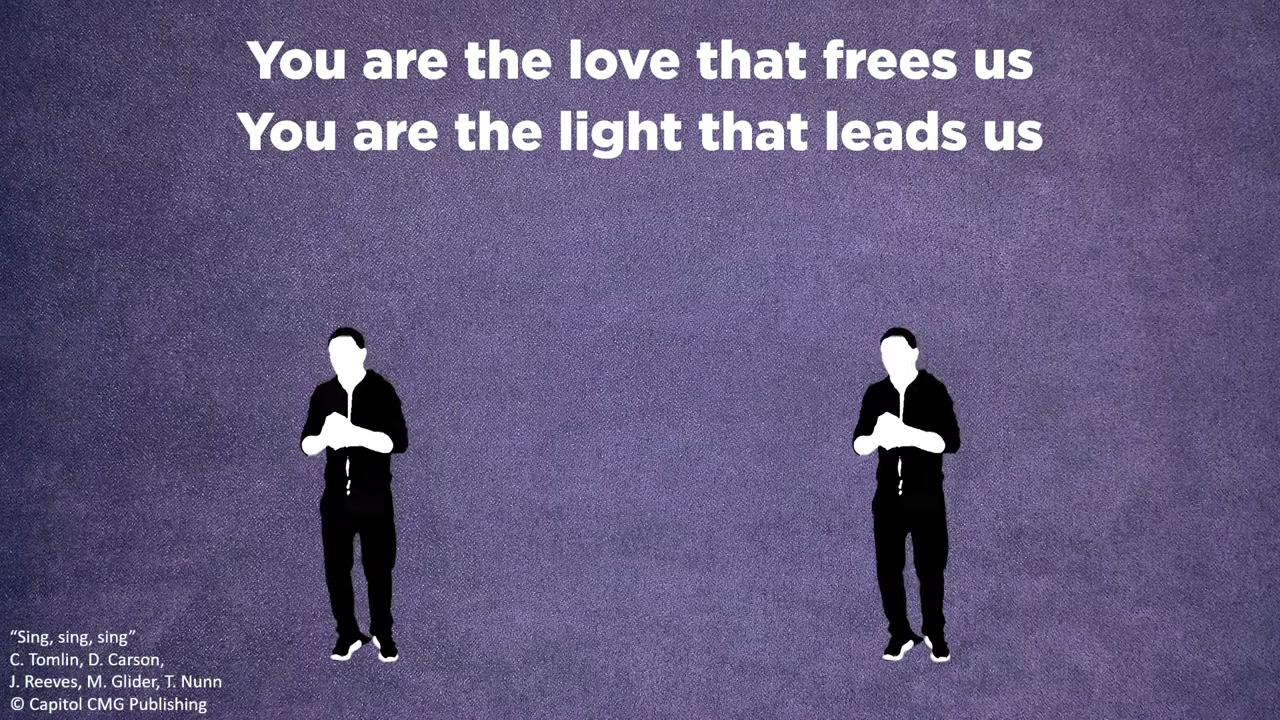 You are the love that frees us
You are the light that leads us
“Sing, sing, sing”
C. Tomlin, D. Carson,
J. Reeves, M. Glider, T. Nunn
© Capitol CMG Publishing